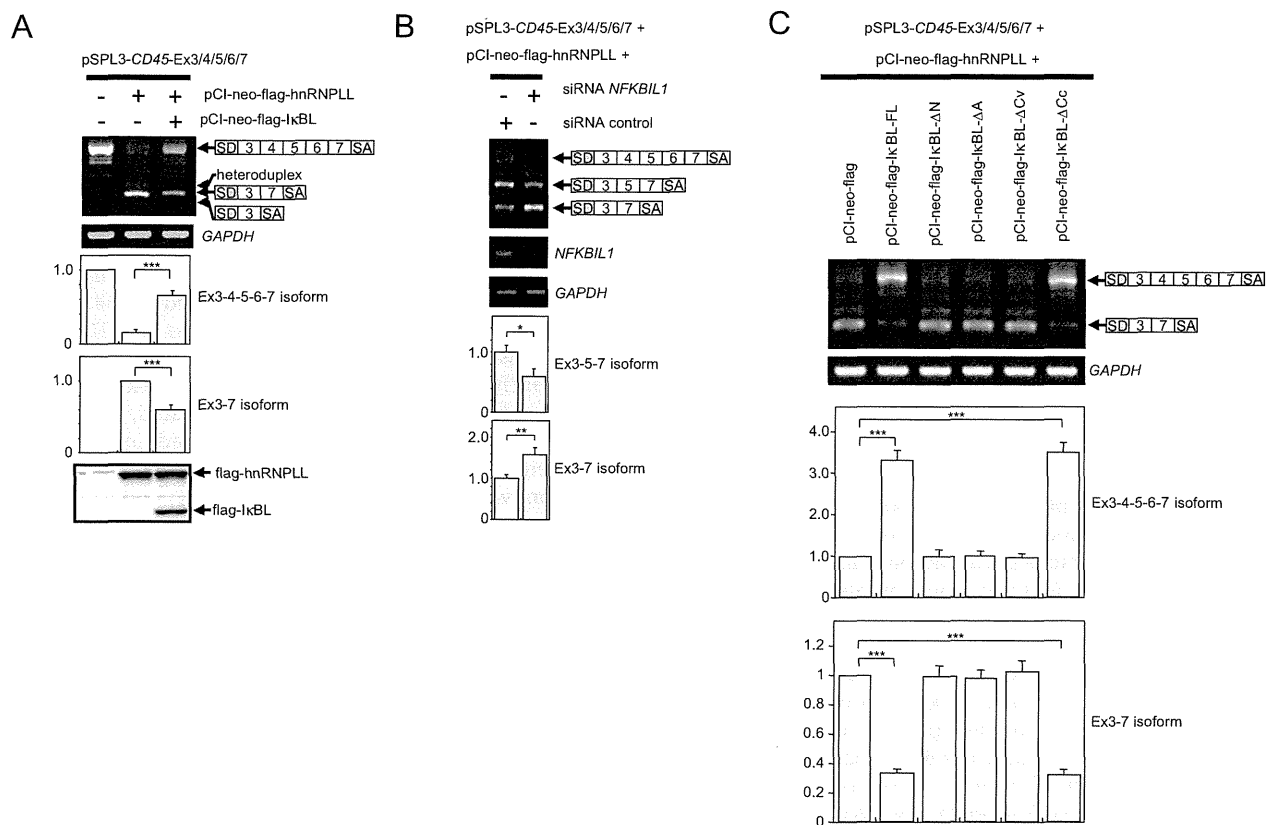 A
pSPL3-CD45-Ex3/4/5/6/7
- + + pCI-neo-flag-hnRNPLL
- - + pCI-neo-flag-IκBL
SD 3 4 5 6 7 SA
heteroduplex
SD 3 7 SA
SD 3 SA
GAPDH
1.0
***
Ex3-4-5-6-7 isoform
0
1.0
***
Ex3-7 isoform
0
flag-hnRNPLL
flag-IκBL
B
pSPL3-CD45-Ex3/4/5/6/7 +
pCI-neo-flag-hnRNPLL +
- + siRNA NFKBIL1
+ - siRNA control
SD 3 4 5 6 7 SA
SD 3 5 7 SA
SD 3 7 SA
NFKBIL1
GAPDH
*
1.0
Ex3-5-7 isoform
0
2.0
**
1.0
Ex3-7 isoform
0
C
pSPL3-CD45-Ex3/4/5/6/7 +
pCI-neo-flag-hnRNPLL +
pCI-neo-flag
pCI-neo-flag-IκBL-FL
pCI-neo-flag-IκBL-ΔN
pCI-neo-flag-IκBL-ΔA
pCI-neo-flag-IκBL-ΔCv
pCI-neo-flag-IκBL-ΔCc
SD 3 4 5 6 7 SA
SD 3 7 SA
GAPDH
***
***
4.0
3.0
Ex3-4-5-6-7 isoform
1.0
0
***
***
1.2
1
0.8
0.6
Ex3-7 isoform
0.4
0.2
0